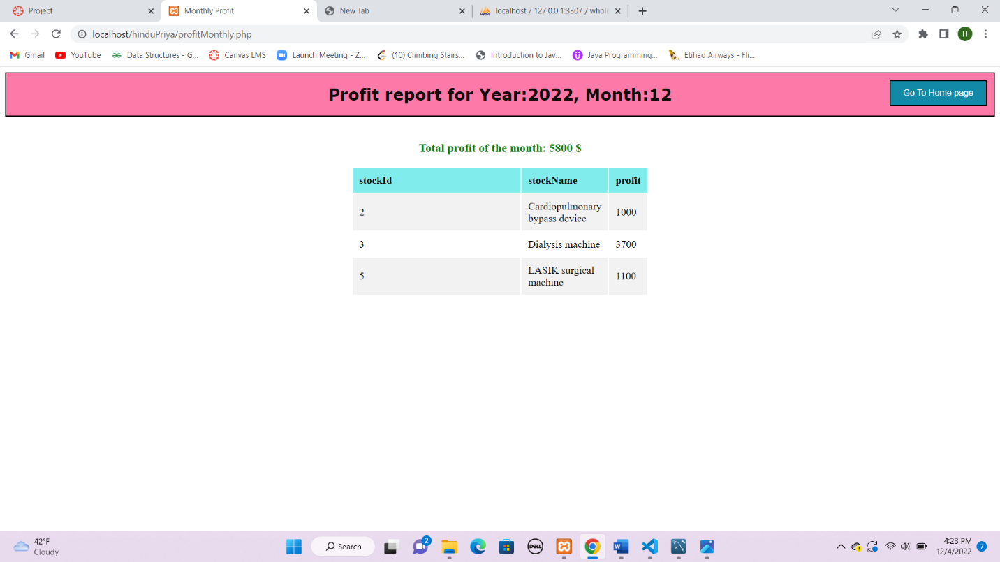 Project
Monthly Profit
New Tab
localhost / 127.0.0.1:3307 / whole
localhost/hinduPriya/profitMonthly.php
H
Gmail
YouTube
Data Structures - G...
Canvas LMS
Launch Meeting - Z...
(10) Climbing Stairs...
Introduction to Jav...
Java Programming...
Etihad Airways - Fli...
Profit report for Year:2022, Month:12
Go To Home page
Total profit of the month: 5800 $
stockId stockName profit
2 Cardiopulmonary 1000
bypass device
3 Dialysis machine 3700
5 LASIK surgical 1100
machine
42°F
Cloudy
Search
2
DELL
W
4:23 PM
12/4/2022
7